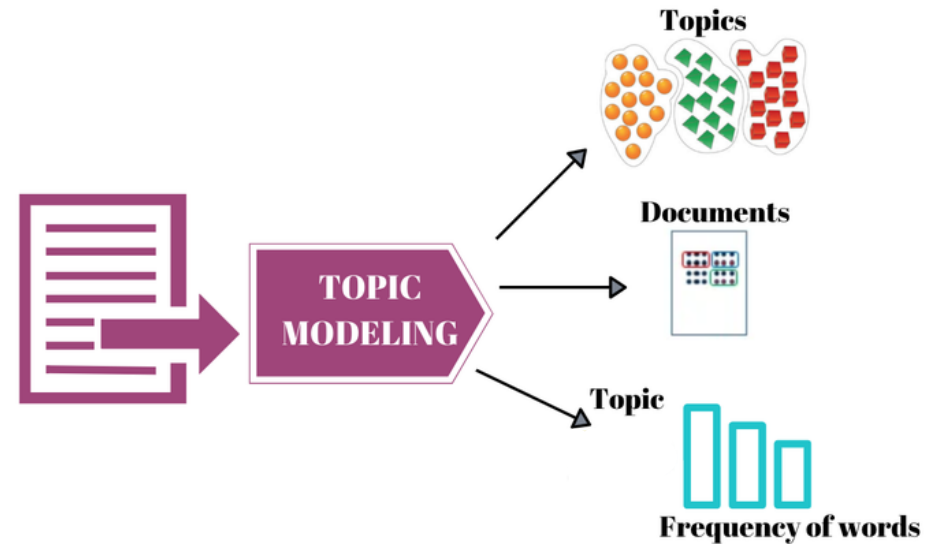 Topics
TOPIC
MODELING
Documents
Topic
Frequency of words